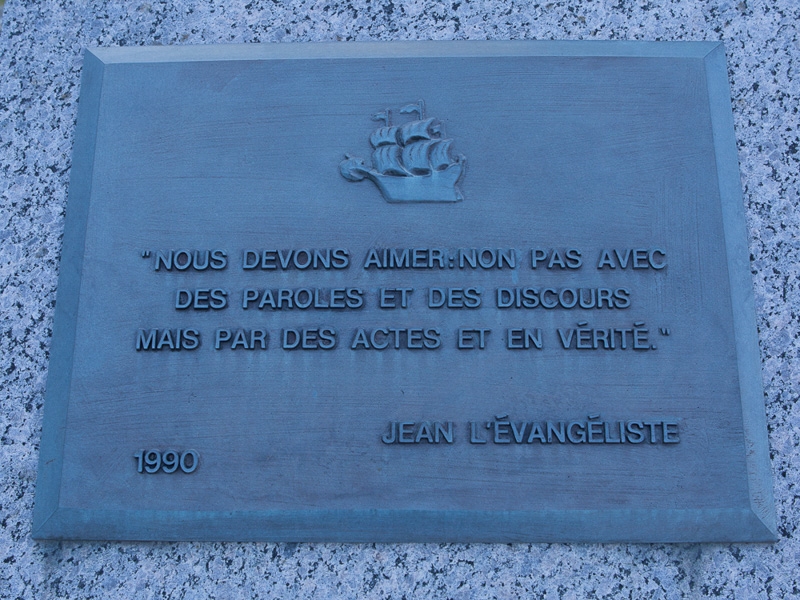 "NOUS DEVONS AIMER: NON PAS AVEC
DES PAROLES ET DES DISCOURS
MAIS PAR DES ACTES ET EN VÉRITÉ."
JEAN L'ÉVANGÉLISTE
1990